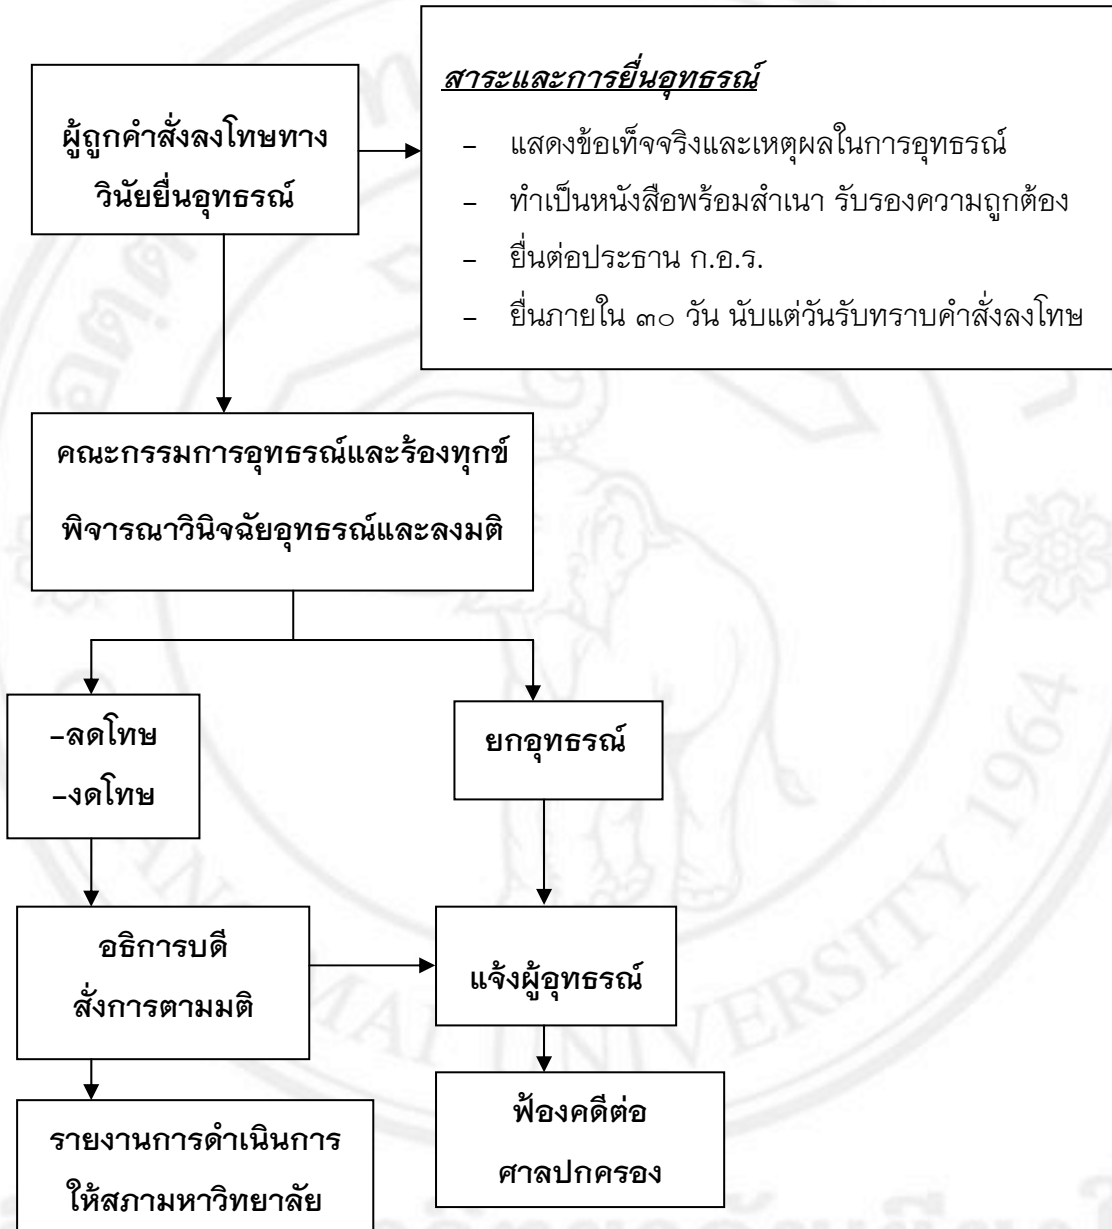 ผู้ถูกคำสั่งลงโทษทาง
วินัยยื่นอุทธรณ์
สาระและการยื่นอุทธรณ์
- แสดงข้อเท็จจริงและเหตุผลในการอุทธรณ์
- ทำเป็นหนังสือพร้อมสำเนา รับรองความถูกต้อง
- ยื่นต่อประธาน ก.อ.ร.
- ยื่นภายใน ๓๐ วัน นับแต่วันรับทราบคำสั่งลงโทษ
คณะกรรมการอุทธรณ์และร้องทุกข์
พิจารณาวินิจฉัยอุทธรณ์และลงมติ
-ลดโทษ
-งดโทษ
ยกอุทธรณ์
อธิการบดี
สั่งการตามมติ
แจ้งผู้อุทธรณ์
รายงานการดำเนินการ
ให้สภามหาวิทยาลัย
ฟ้องคดีต่อ
ศาลปกครอง
MAI UNIVERSITY 1964